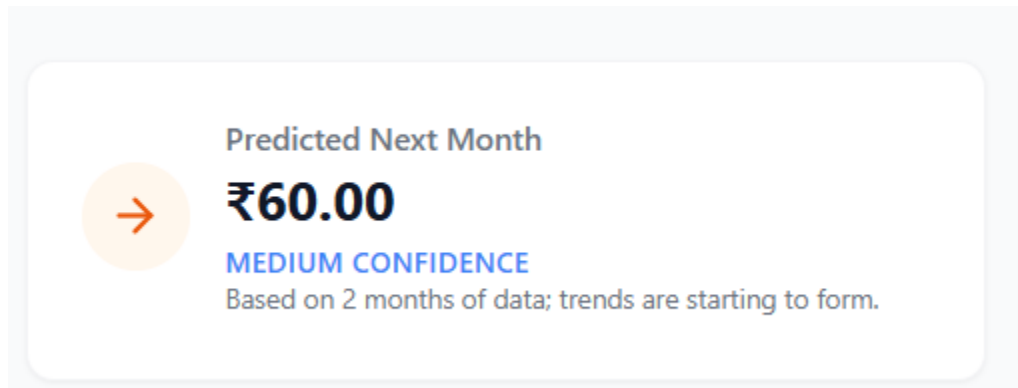 Predicted Next Month
₹60.00
MEDIUM CONFIDENCE
Based on 2 months of data; trends are starting to form.